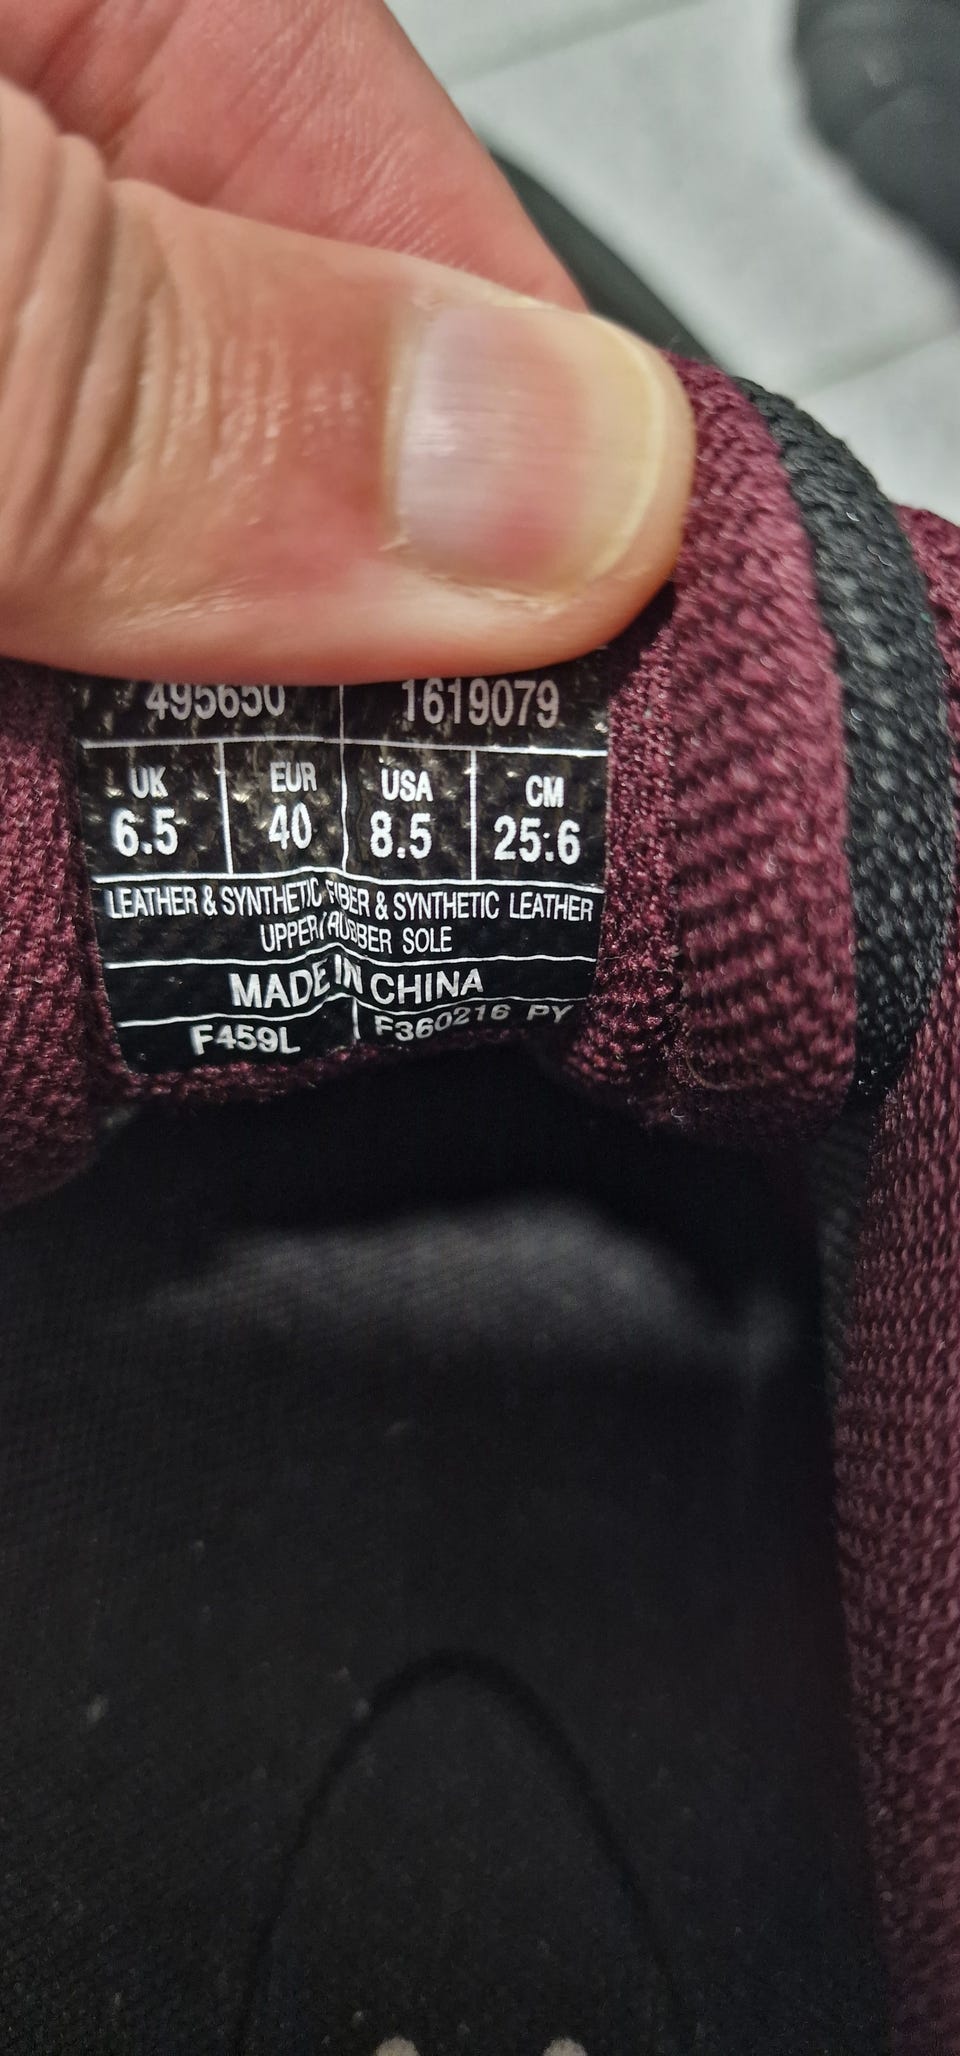 495650 1619079
UK EUR USA CM
6.5 40 8.5 25:6
LEATHER & SYNTHETIC FIBER & SYNTHETIC LEATHER
UPPER/RUBBER SOLE
MADE IN CHINA
F459L F360216 PY